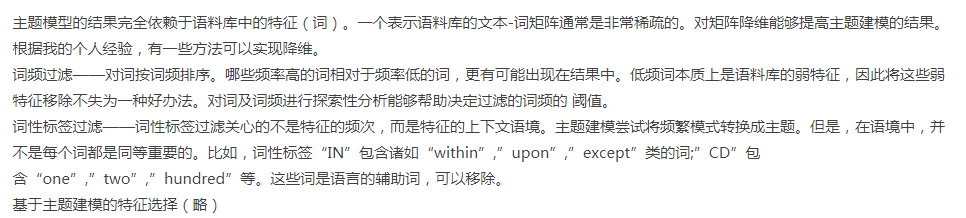 主题模型的结果完全依赖于语料库中的特征（词）。一个表示语料库的文本-词矩阵通常是非常稀疏的。对矩阵降维能够提高主题建模的结果。
根据我的个人经验，有一些方法可以实现降维。
词频过滤——对词按词频排序。哪些频率高的词相对于频率低的词，更有可能出现在结果中。低频词本质上是语料库的弱特征，因此将这些弱
特征移除不失为一种好办法。对词及词频进行探索性分析能够帮助决定过滤的词频的 阈值。
词性标签过滤——词性标签过滤关心的不是特征的频次，而是特征的上下文语境。主题建模尝试将频繁模式转换成主题。但是，在语境中，并
不是每个词都是同等重要的。比如，词性标签“IN”包含诸如“within”,”upon”,”except”类的词;”CD”包
含“one”,”two”,”hundred”等。这些词是语言的辅助词，可以移除。
基于主题建模的特征选择（略）